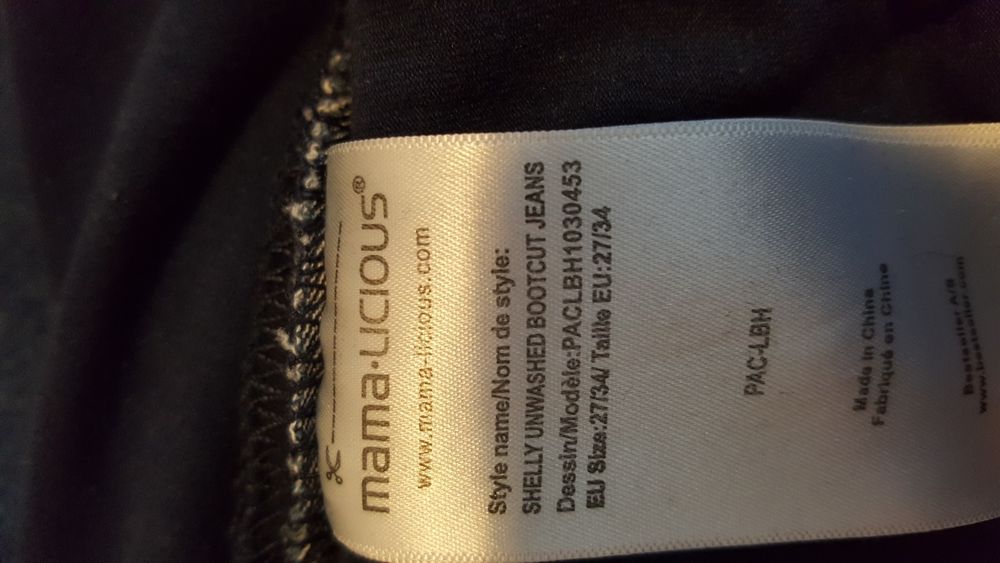 mama·licious®
www.mama-licious.com
Style name/Nom de style:
SHELLY UNWASHED BOOTCUT JEANS
Dessin/Modèle:PACLBH1030453
EU Size:27/34/ Taille EU:27/34
PAC-LBH
Made in China
Fabriqué en Chine
Bestseller A/S
www.bestseller.com